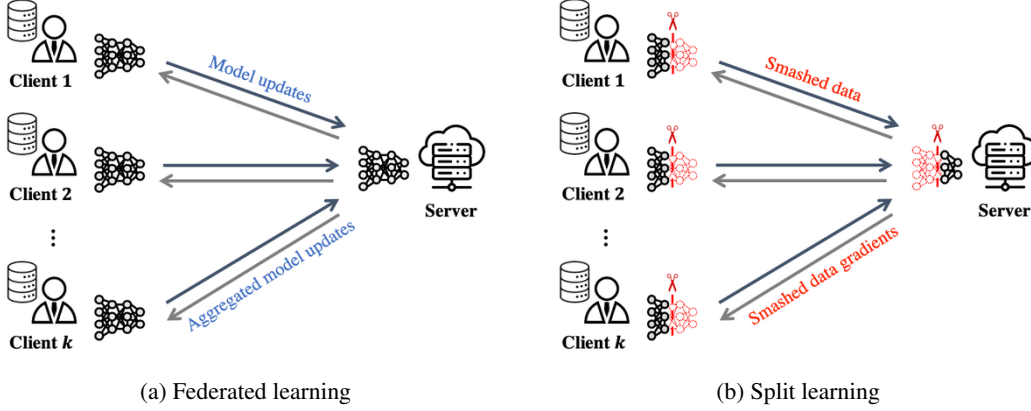 Client 1
Model updates
Client 2
Server
⋮
Aggregated model updates
Client k
(a) Federated learning
Client 1
Smashed data
Client 2
Server
⋮
Smashed data gradients
Client k
(b) Split learning